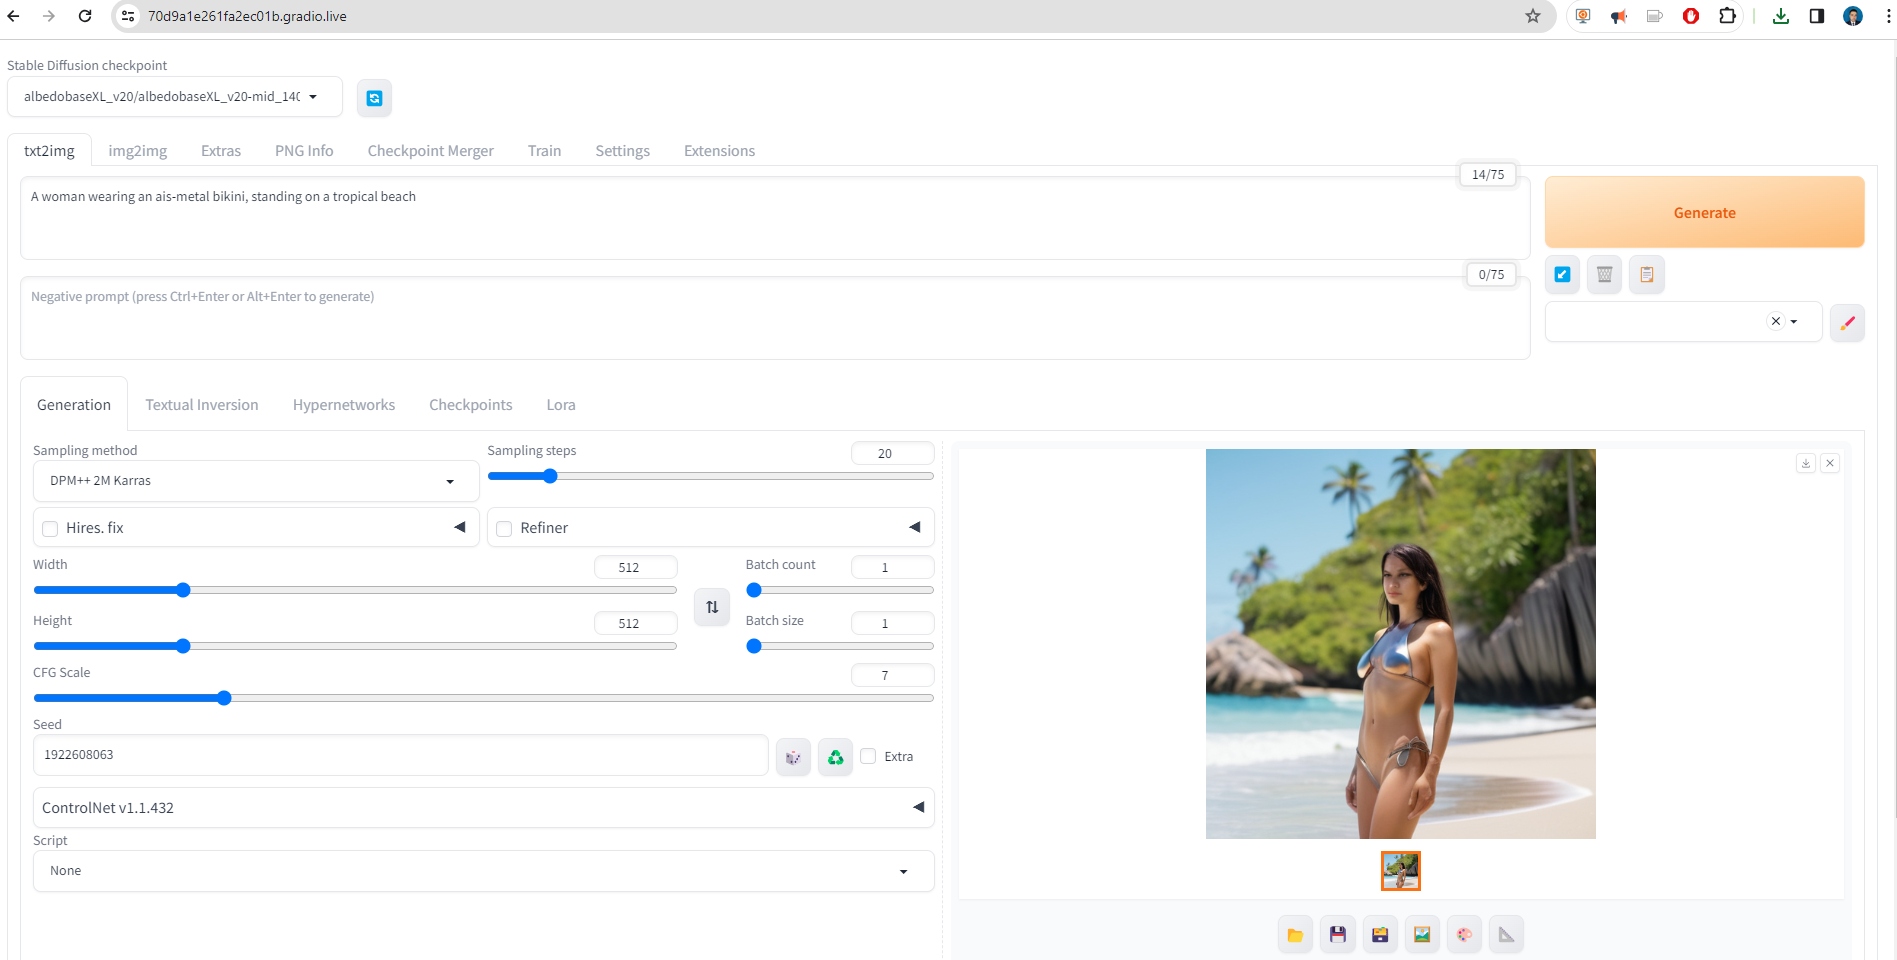 70d9a1e261fa2ec01b.gradio.live
Stable Diffusion checkpoint
albedobaseXL_v20/albedobaseXL_v20-mid_140
txt2img img2img Extras PNG Info Checkpoint Merger Train Settings Extensions
14/75
A woman wearing an ais-metal bikini, standing on a tropical beach
Generate
0/75
Negative prompt (press Ctrl+Enter or Alt+Enter to generate)
Generation Textual Inversion Hypernetworks Checkpoints Lora
Sampling method
DPM++ 2M Karras
Sampling steps
20
Hires. fix
Refiner
Width
512
Batch count
1
Height
512
Batch size
1
CFG Scale
7
Seed
1922608063
Extra
ControlNet v1.1.432
Script
None